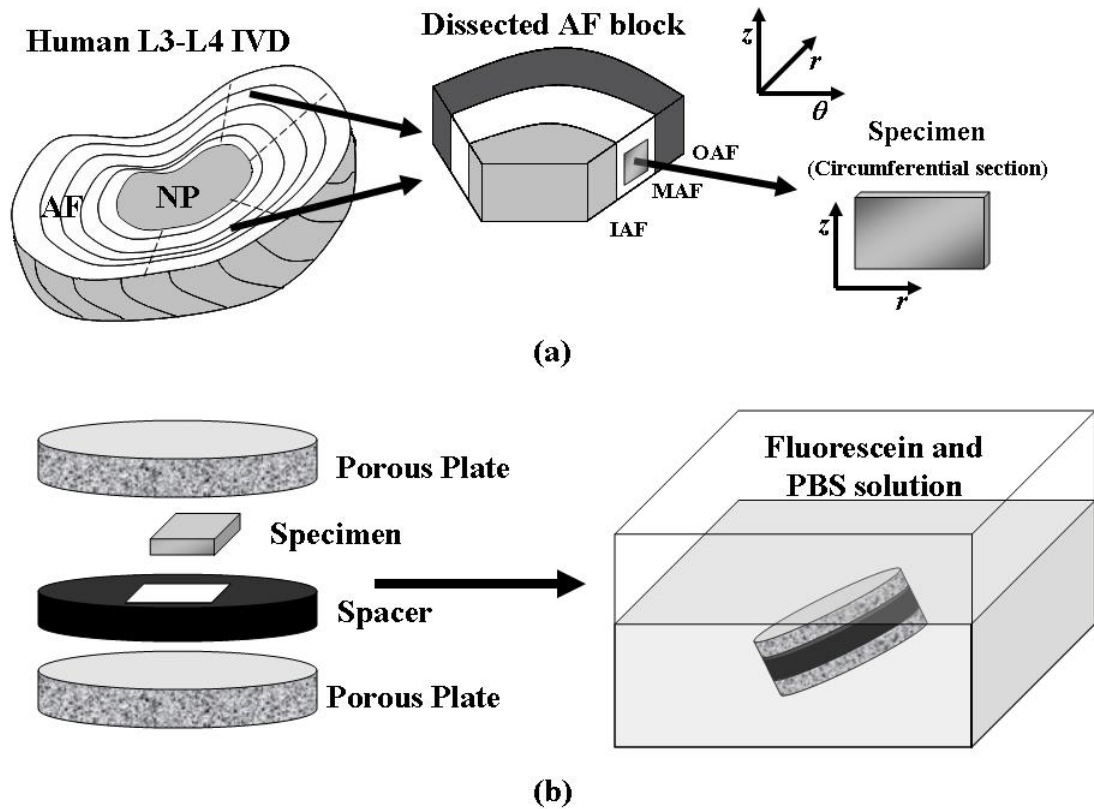 Human L3-L4 IVD
AF
NP
Dissected AF block
OAF
MAF
IAF
z
r
θ
Specimen
(Circumferential section)
z
r
(a)
Porous Plate
Specimen
Spacer
Porous Plate
Fluorescein and
PBS solution
(b)